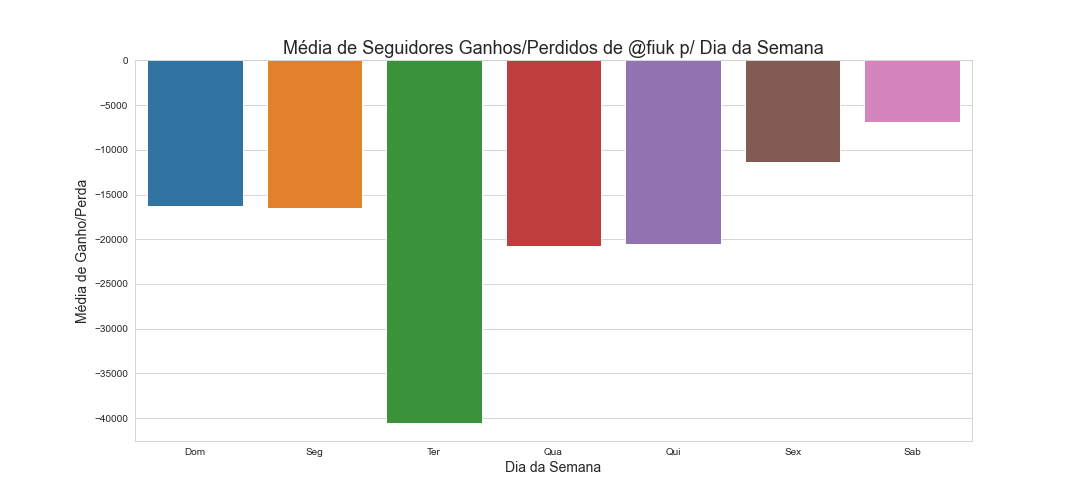 Média de Seguidores Ganhos/Perdidos de @fiuk p/ Dia da Semana
Média de Ganho/Perda
0
−5000
−10000
−15000
−20000
−25000
−30000
−35000
−40000
Dom Seg Ter Qua Qui Sex Sab
Dia da Semana